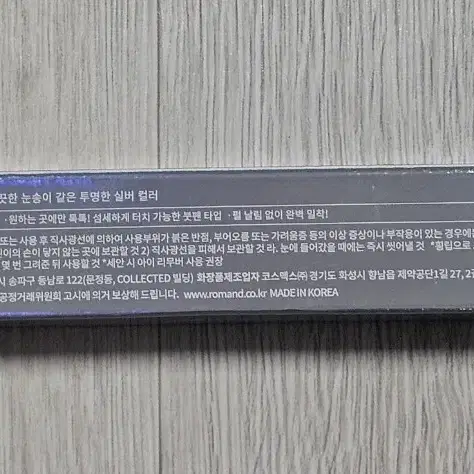 끗한 눈송이 같은 투명한 실버 컬러
·원하는 곳에만 톡톡! 섬세하게 터치 가능한 붓펜 타입 ·펄 날림 없이 완벽 밀착!
또는 사용 후 직사광선에 의하여 사용부위가 붉은 반점, 부어오름 또는 가려움증 등의 이상 증상이나 부작용이 있는 경우에는
린이의 손이 닿지 않는 곳에 보관할 것 2) 직사광선을 피해서 보관할 것 라. 눈에 들어갔을 때에는 즉시 씻어낼 것 *힘립으로
몇 번 그려준 뒤 사용할 것 *세안 시 아이 리무버 사용 권장
시 송파구 동남로 122(문정동, COLLECTED 빌딩) 화장품제조업자 코스맥스㈜ 경기도 화성시 향남읍 제약공단1길 27, 2
공정거래위원회 고시에 의거 보상해 드립니다. www.romand.co.kr MADE IN KOREA